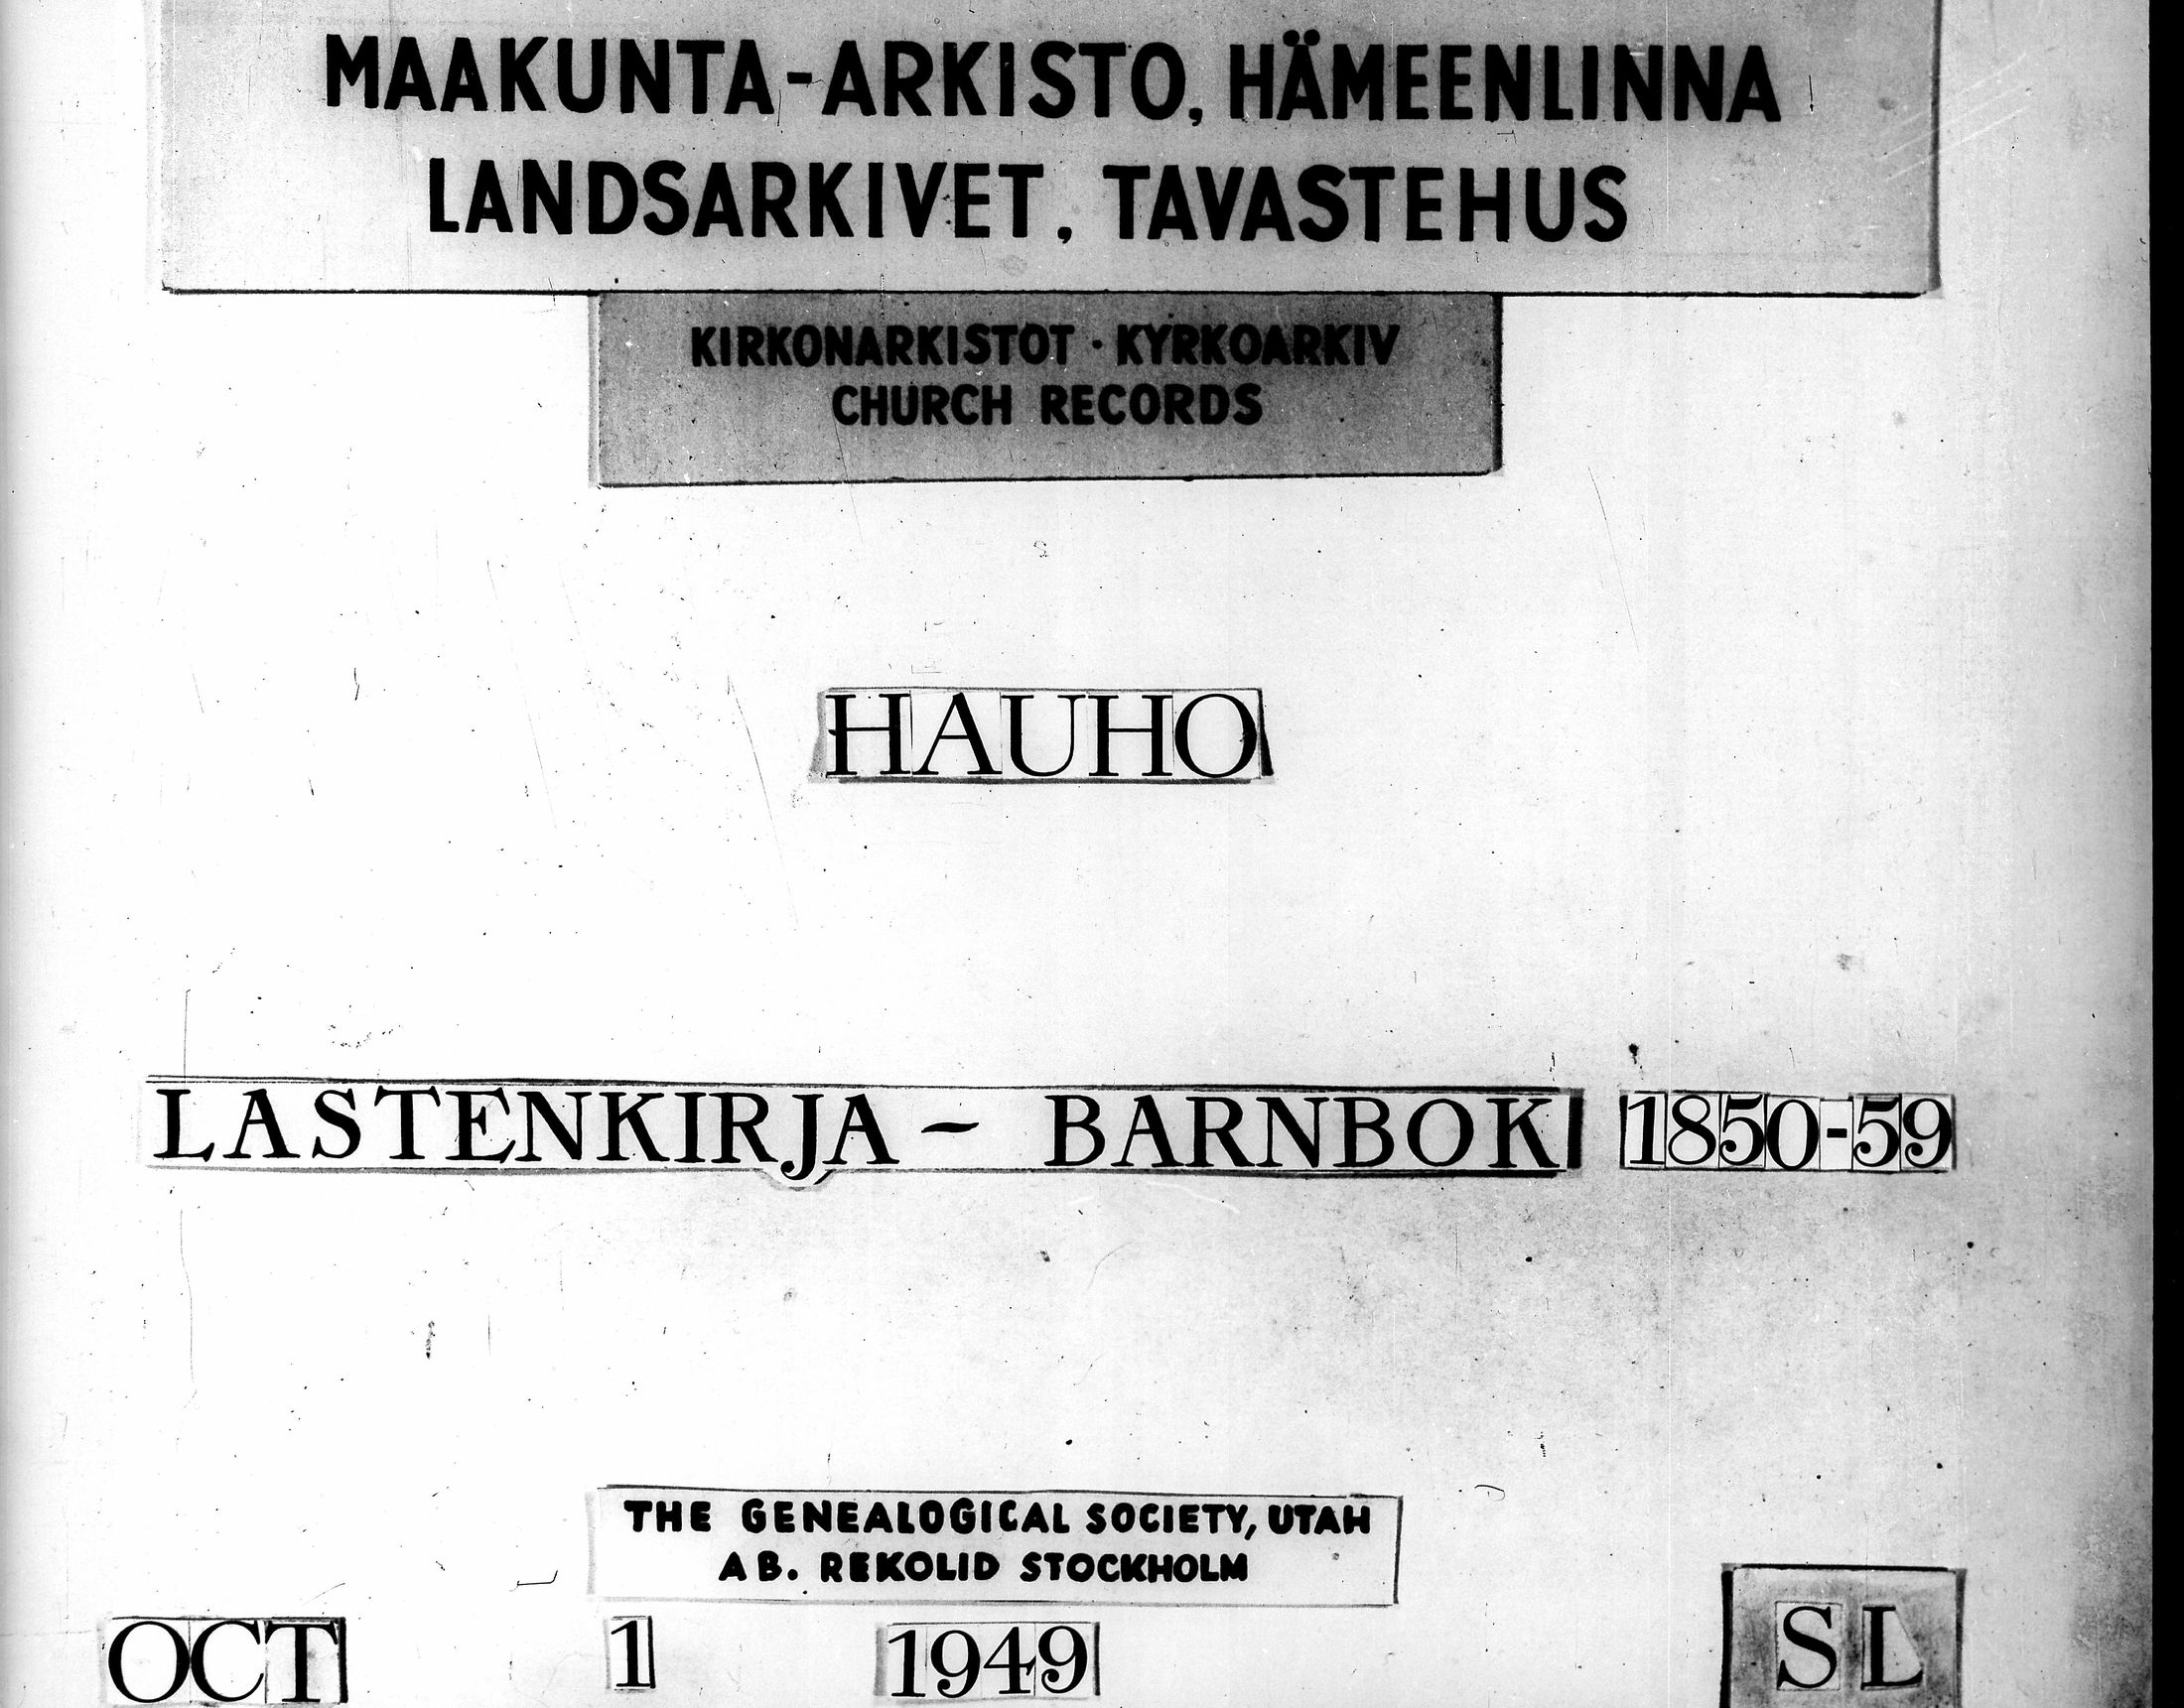 MAAKUNTA-ARKISTO, HÄMEENLINNA
LANDSARKIVET, TAVASTEHUS
KIRKONARKISTOT · KYRKOARKIV
CHURCH RECORDS
HAUHO
LASTENKIRJA – BARNBOK 1850-59
THE GENEALOGICAL SOCIETY, UTAH
AB. REKOLID STOCKHOLM
OCT 1 1949 SL